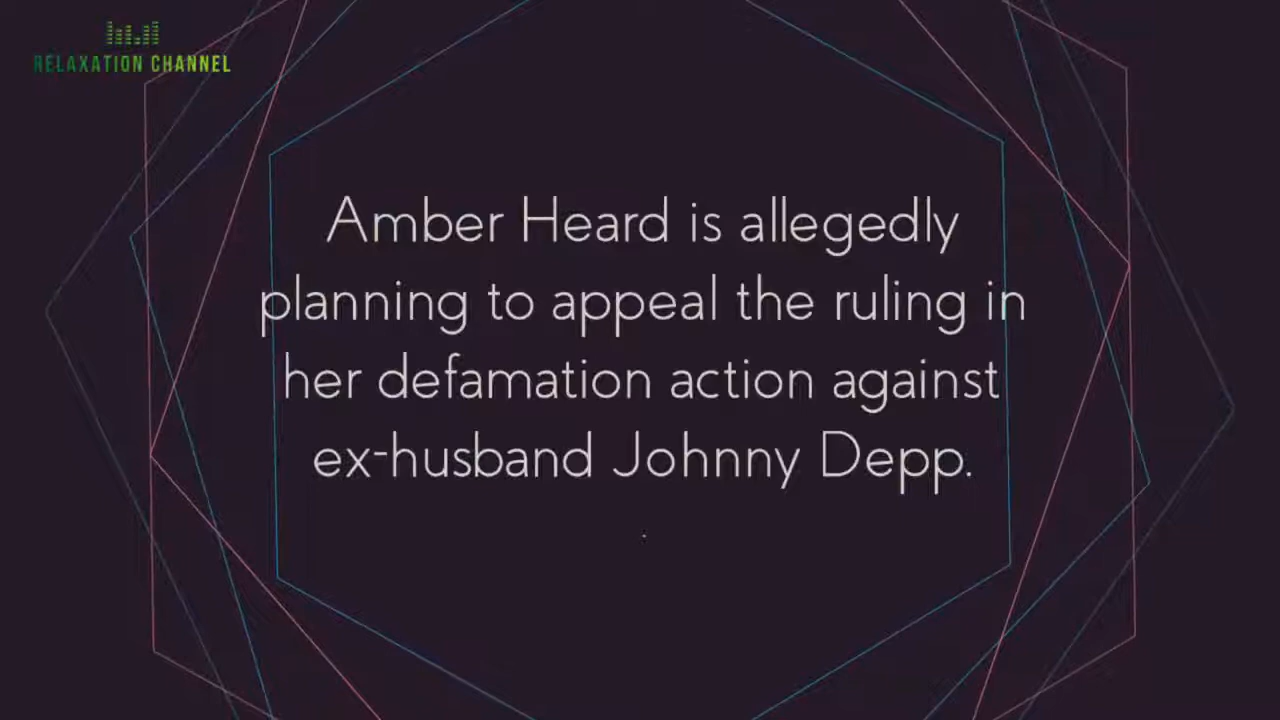 RELAXATION CHANNEL
Amber Heard is allegedly
planning to appeal the ruling in
her defamation action against
ex-husband Johnny Depp.
.